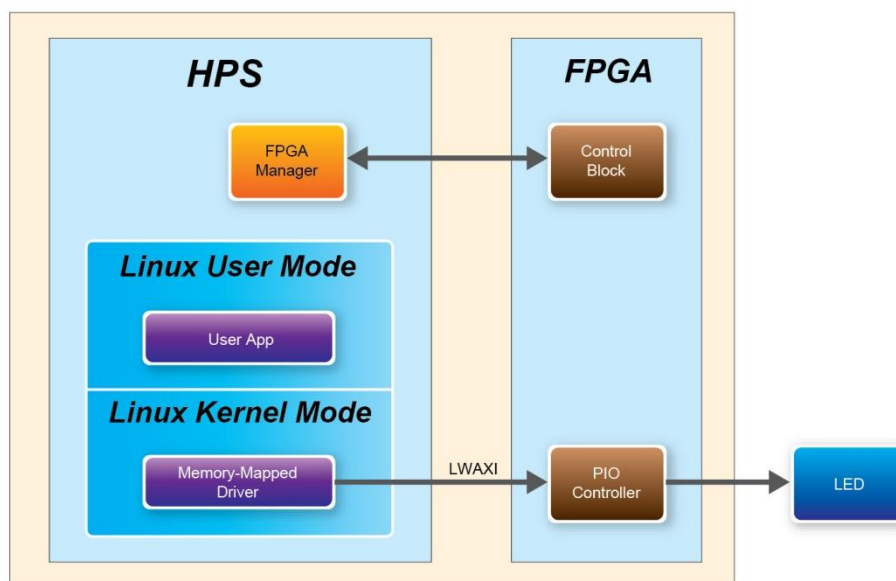 HPS
FPGA
FPGA
Manager
Control
Block
Linux User Mode
User App
Linux Kernel Mode
Memory-Mapped
Driver
LWAXI
PIO
Controller
LED